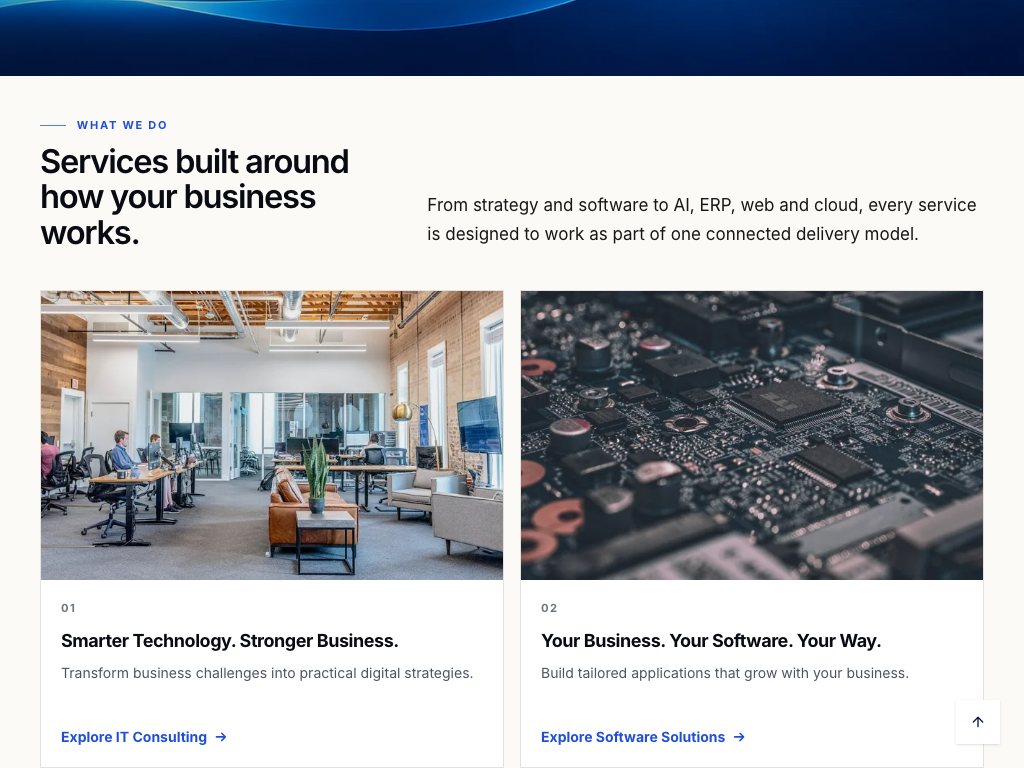 WHAT WE DO
Services built around
how your business
works.
From strategy and software to AI, ERP, web and cloud, every service
is designed to work as part of one connected delivery model.
01
Smarter Technology. Stronger Business.
Transform business challenges into practical digital strategies.
Explore IT Consulting →
02
Your Business. Your Software. Your Way.
Build tailored applications that grow with your business.
Explore Software Solutions →